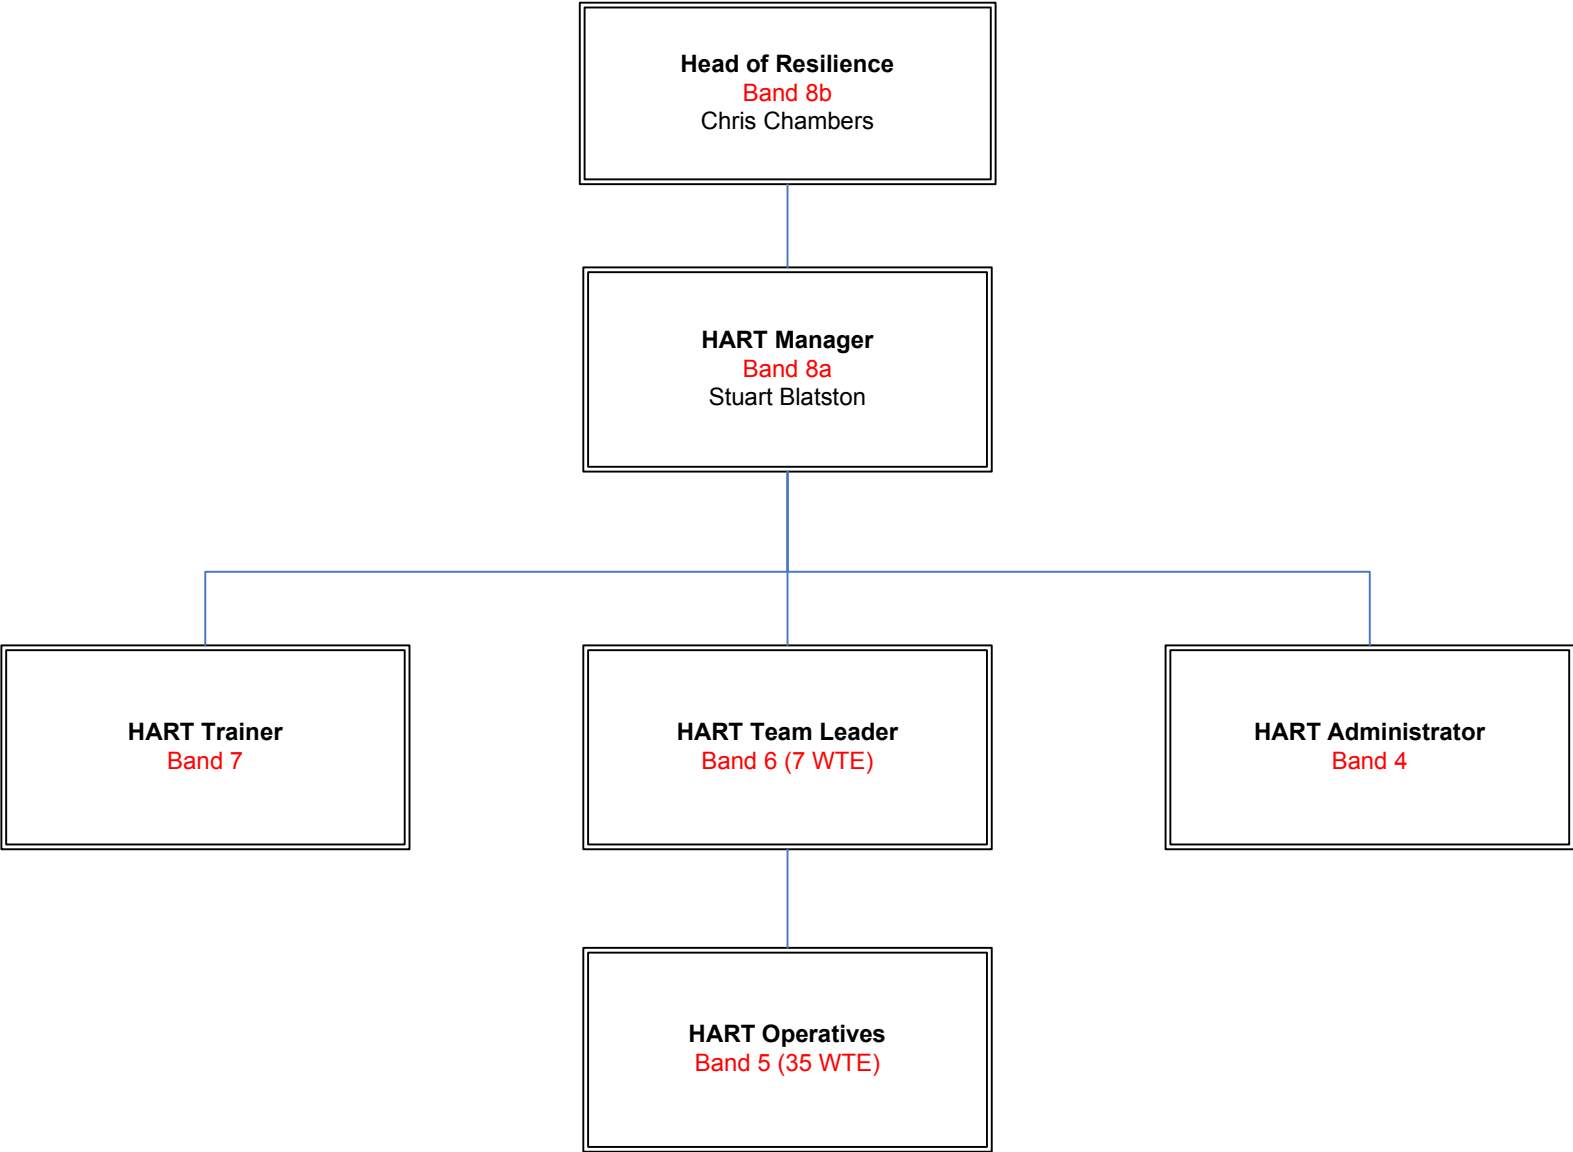 Head of Resilience
Band 8b
Chris Chambers
HART Manager
Band 8a
Stuart Blatston
HART Trainer
Band 7
HART Team Leader
Band 6 (7 WTE)
HART Administrator
Band 4
HART Operatives
Band 5 (35 WTE)